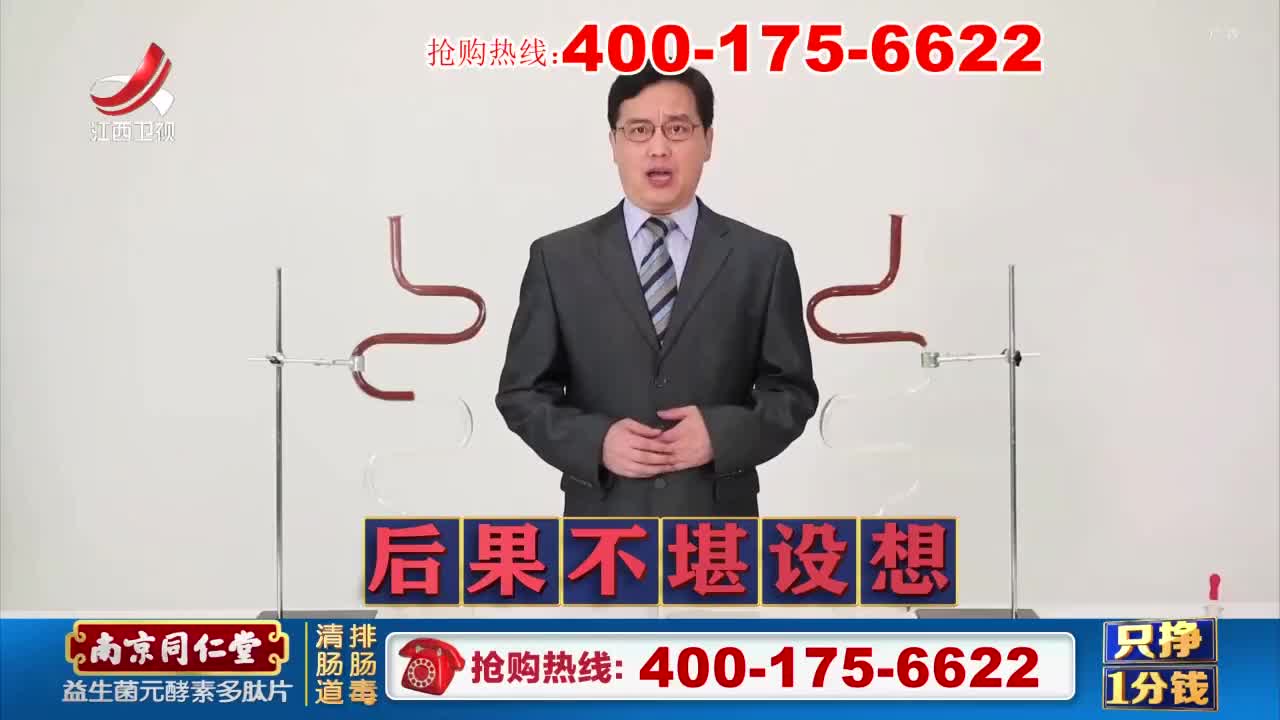 抢购热线:400-175-6622
广告
江西卫视
后果不堪设想
南京同仁堂
益生菌元酵素多肽片
清肠道
排肠毒
抢购热线: 400-175-6622
只挣
1分钱